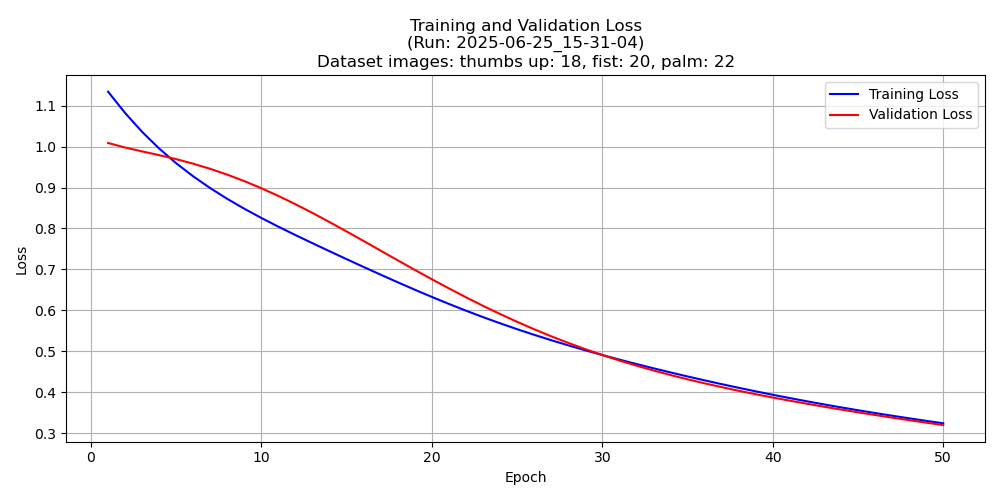 Training and Validation Loss
(Run: 2025-06-25_15-31-04)
Dataset images: thumbs up: 18, fist: 20, palm: 22
Training Loss
Validation Loss
1.1
1.0
0.9
0.8
0.7
0.6
0.5
0.4
0.3
Loss
0 10 20 30 40 50
Epoch